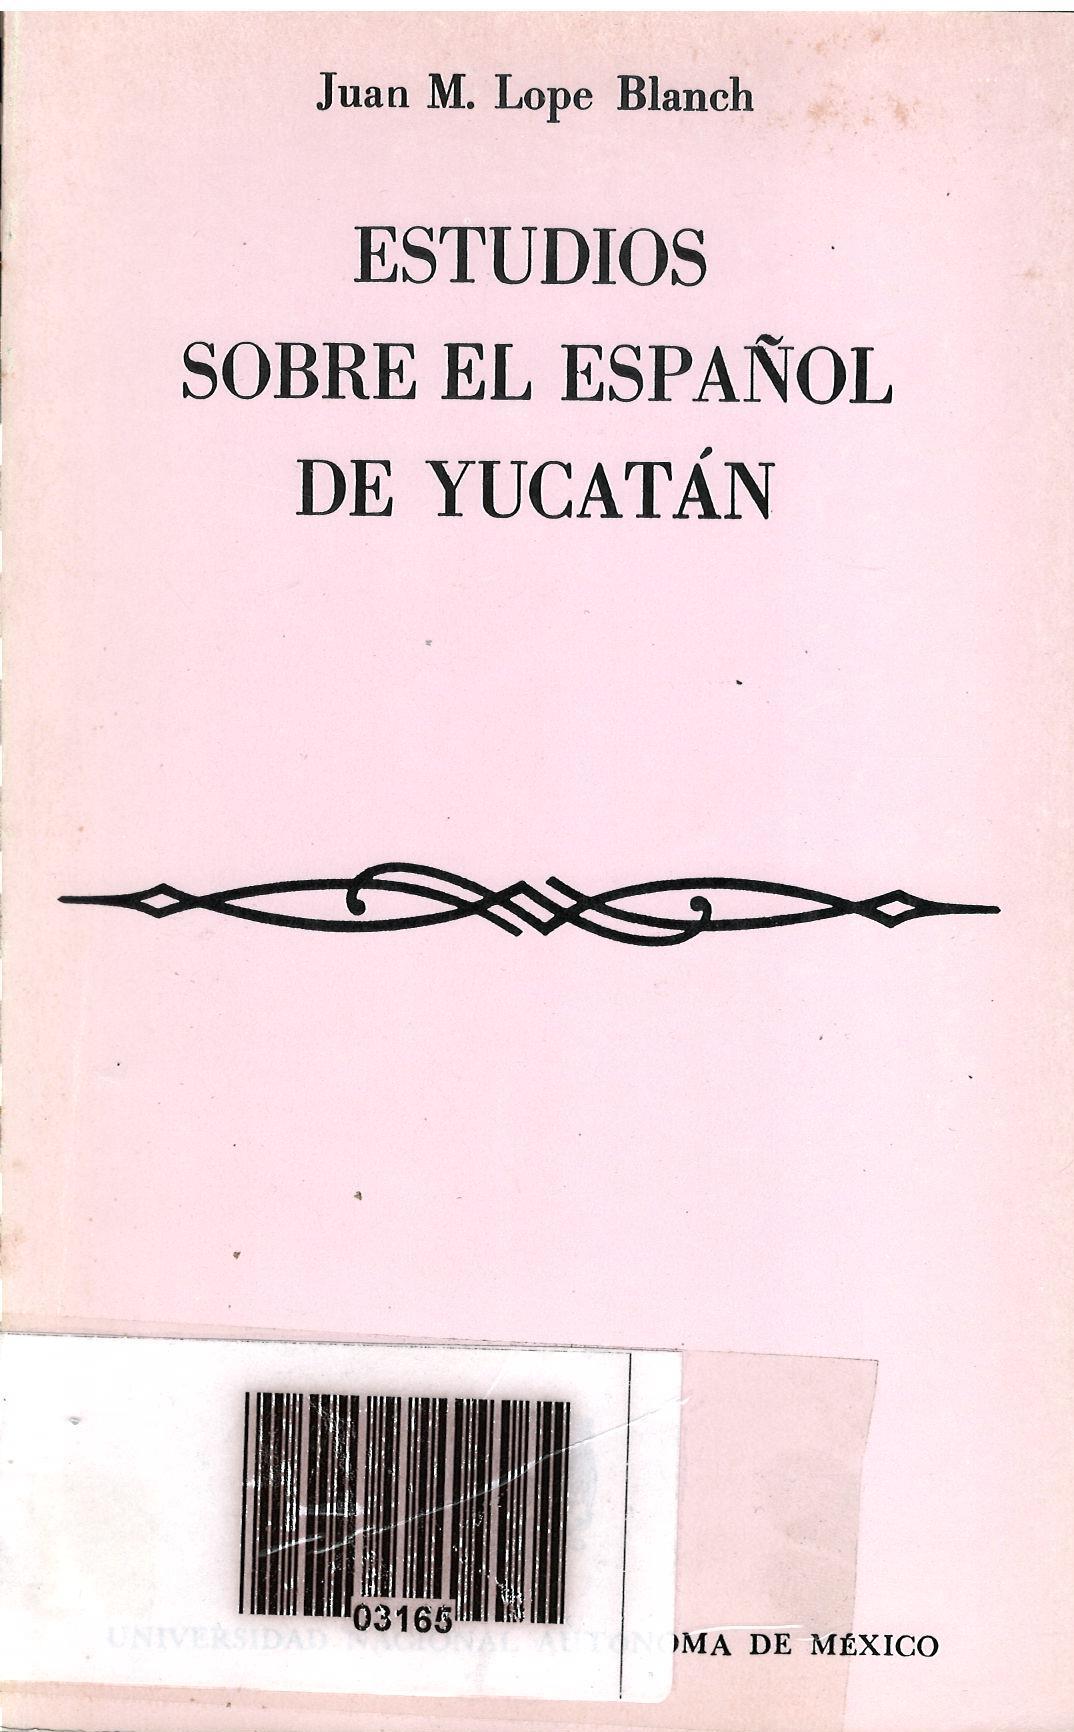 Juan M. Lope Blanch
ESTUDIOS
SOBRE EL ESPAÑOL
DE YUCATÁN
03165
UNIVERSIDAD NACIONAL AUTÓNOMA DE MÉXICO